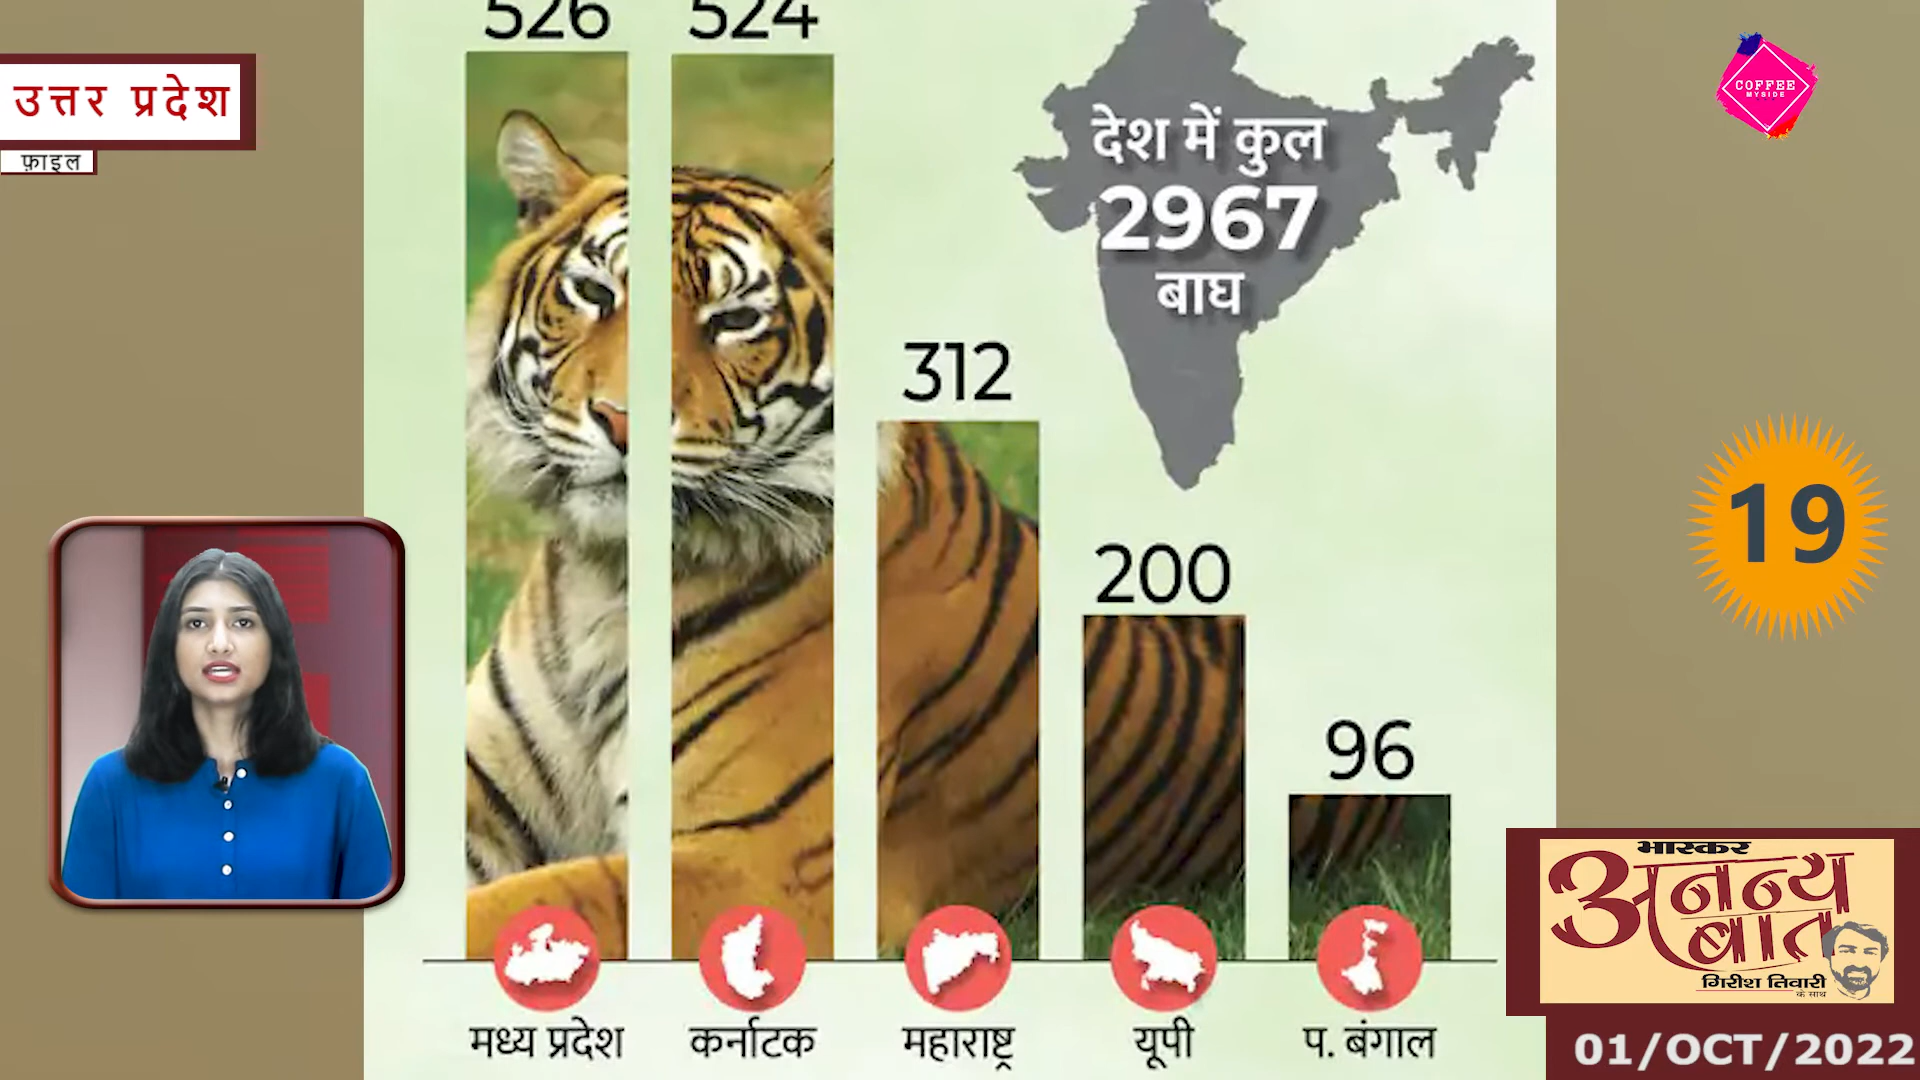 526
524
उत्तर प्रदेश
फ़ाइल
COFFEE
MYSIDE
देश में कुल
2967
बाघ
312
200
96
19
मध्य प्रदेश
कर्नाटक
महाराष्ट्र
यूपी
प. बंगाल
भास्कर
अनन्य
बात
गिरीश तिवारी
के साथ
01/OCT/2022